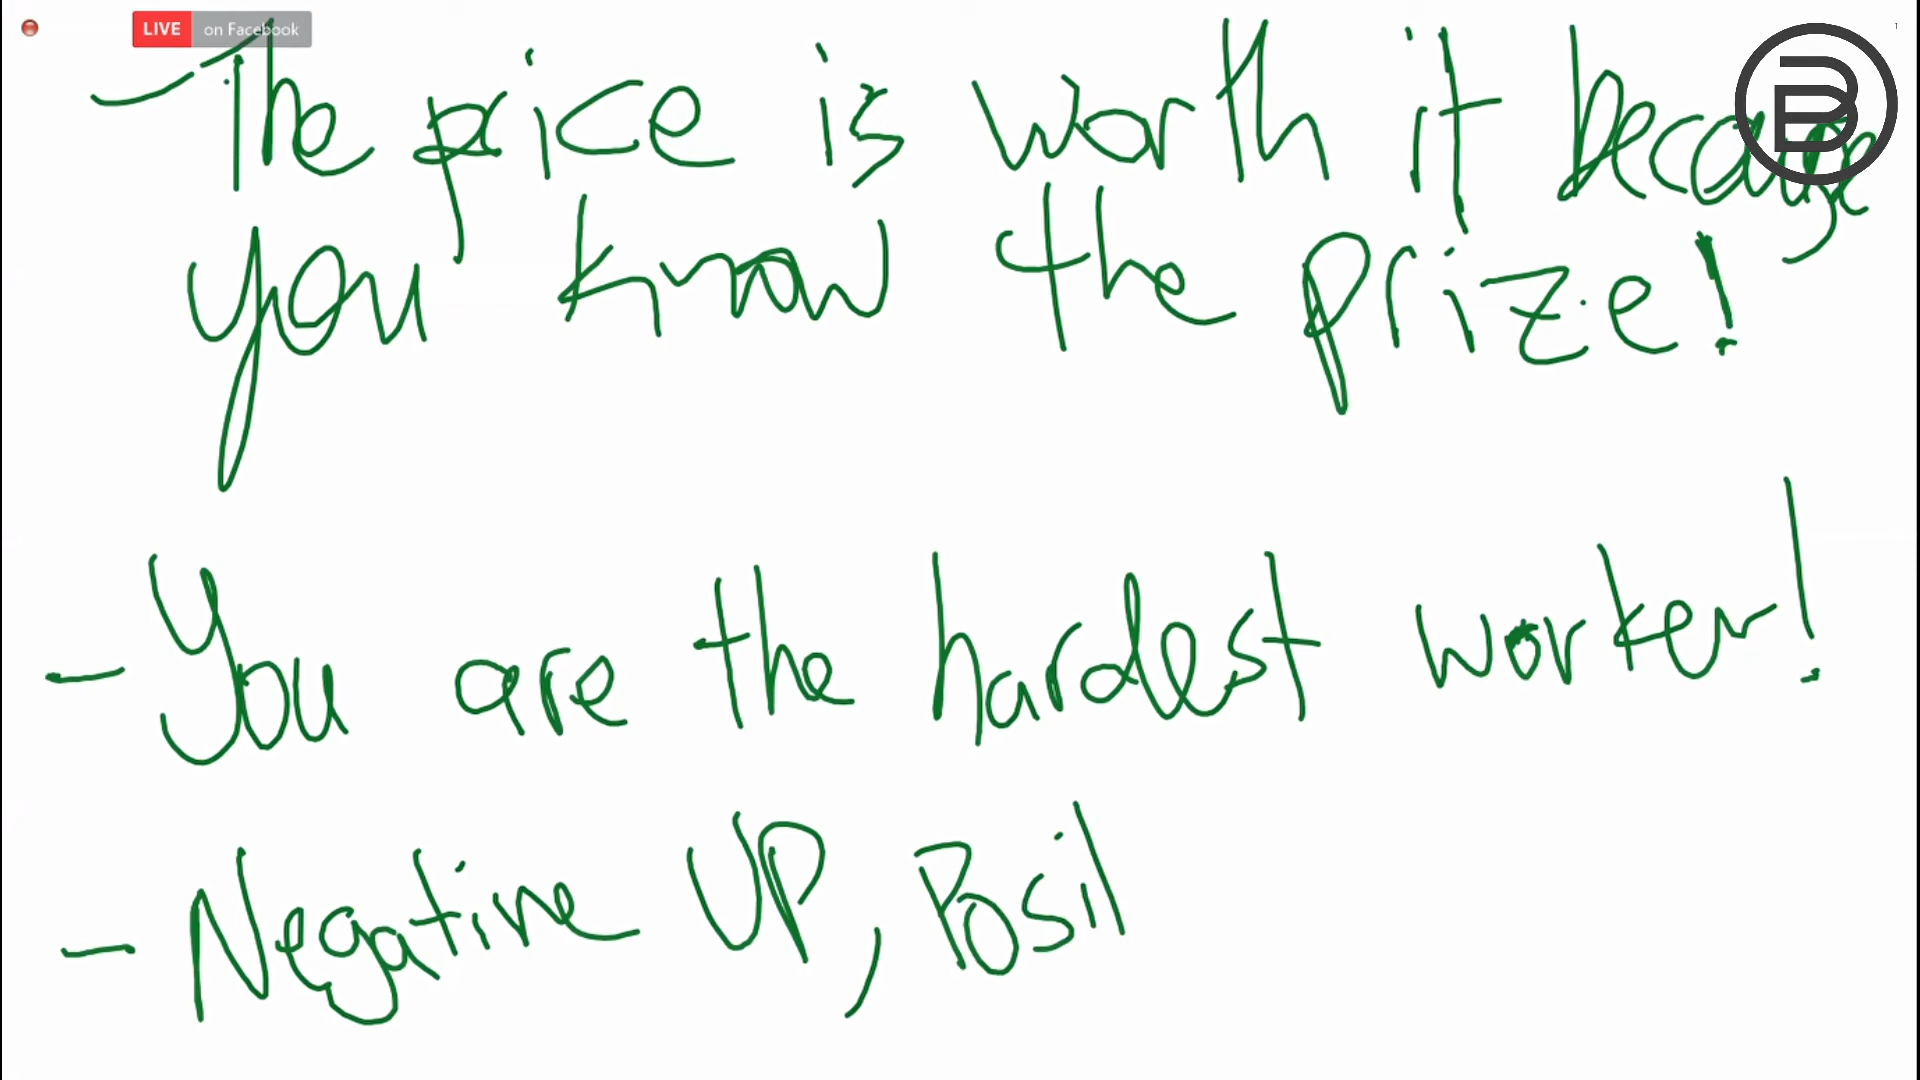 LIVE on Facebook
- The price is worth it because
you know the prize!
- You are the hardest worker!
- Negative UP, Posit